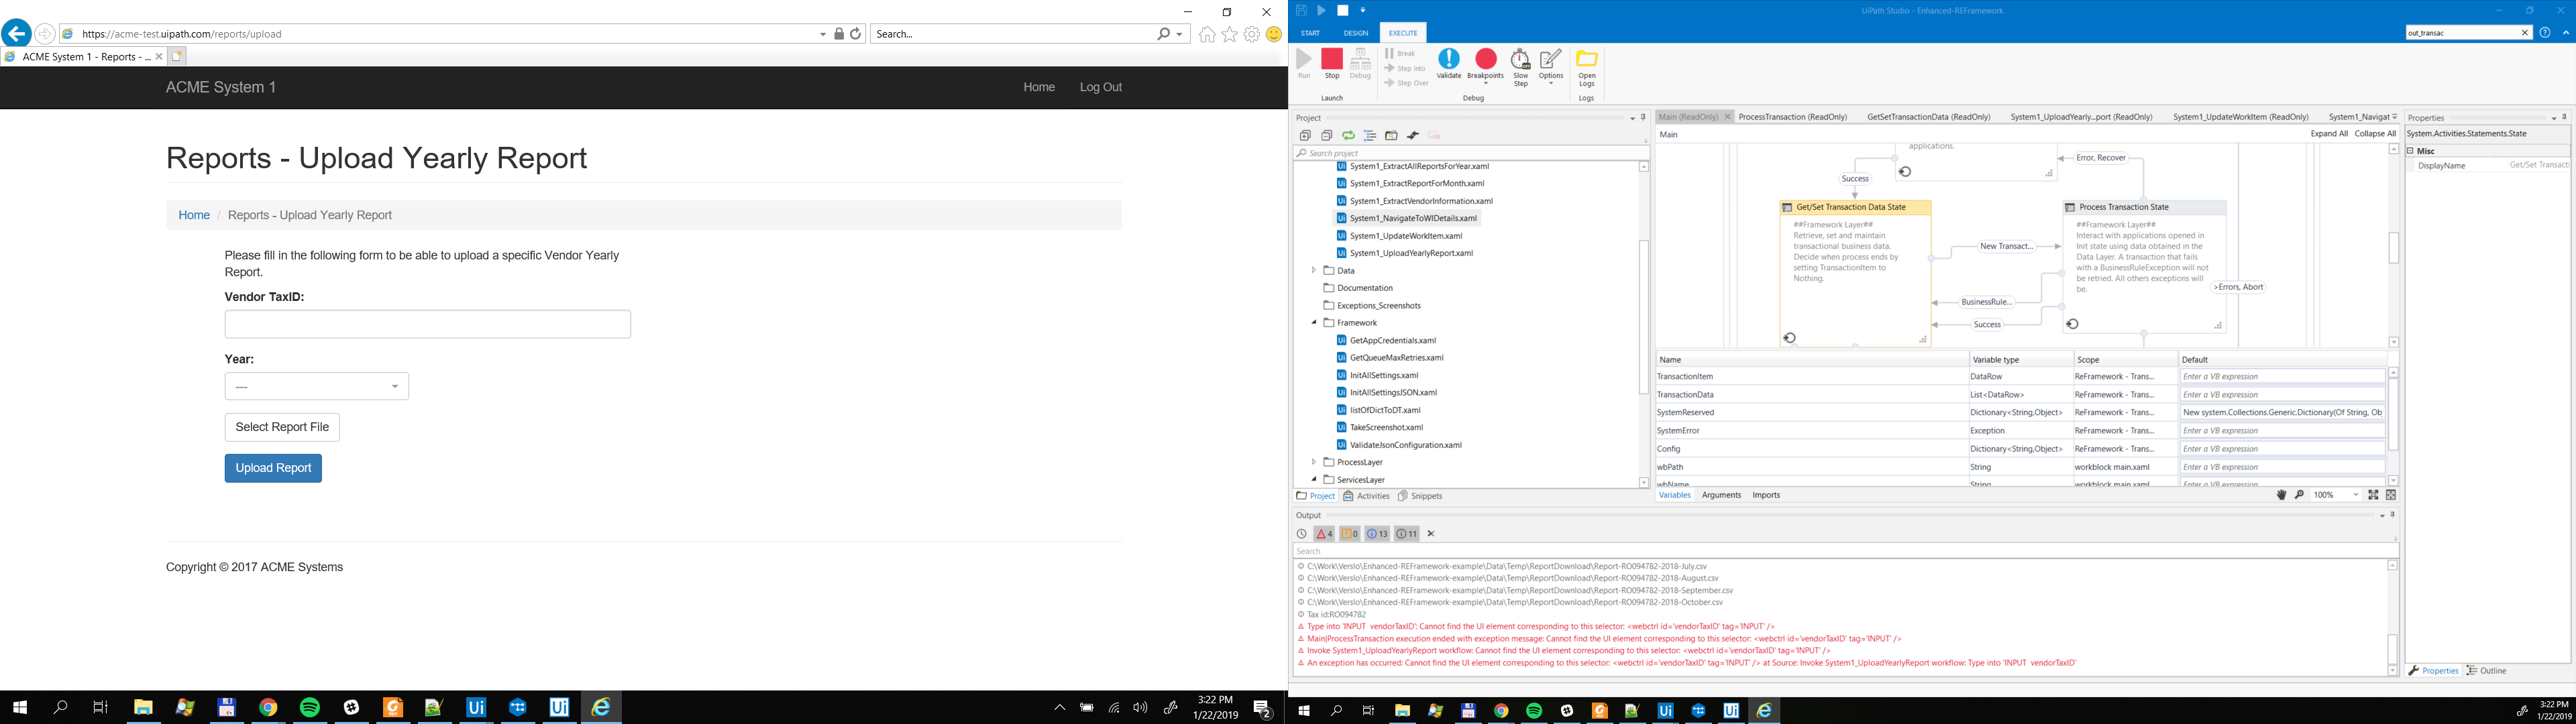 https://acme-test.uipath.com/reports/upload
Search...
ACME System 1 - Reports - ...
ACME System 1
Home
Log Out
Reports - Upload Yearly Report
Home / Reports - Upload Yearly Report
Please fill in the following form to be able to upload a specific Vendor Yearly
Report.
Vendor TaxID:
Year:
---
Select Report File
Upload Report
Copyright © 2017 ACME Systems
3:22 PM
1/22/2019
2
UiPath Studio - Enhanced-REFramework
START
DESIGN
EXECUTE
out_transac
Run
Stop
Debug
Break
Step Into
Step Over
Validate
Breakpoints
Slow
Step
Options
Open
Logs
Launch
Debug
Logs
Project
Search project
System1_ExtractAllReportsForYear.xaml
System1_ExtractReportForMonth.xaml
System1_ExtractVendorInformation.xaml
System1_NavigateToWIDetails.xaml
System1_UpdateWorkItem.xaml
System1_UploadYearlyReport.xaml
Data
Documentation
Exceptions_Screenshots
Framework
GetAppCredentials.xaml
GetQueueMaxRetries.xaml
InitAllSettings.xaml
InitAllSettingsJSON.xaml
listOfDictToDT.xaml
TakeScreenshot.xaml
ValidateJsonConfiguration.xaml
ProcessLayer
ServicesLayer
Project
Activities
Snippets
Main (ReadOnly)
ProcessTransaction (ReadOnly)
GetSetTransactionData (ReadOnly)
System1_UploadYearly...port (ReadOnly)
System1_UpdateWorkItem (ReadOnly)
System1_Navigat
Main
Expand All
Collapse All
applications.
Error, Recover
Success
Get/Set Transaction Data State
##Framework Layer##
Retrieve, set and maintain
transactional business data.
Decide when process ends by
setting TransactionItem to
Nothing.
New Transact...
BusinessRule...
Success
Process Transaction State
##Framework Layer##
Interact with applications opened in
Init state using data obtained in the
Data Layer. A transaction that fails
with a BusinessRuleException will not
be retried. All others exceptions will
be.
>Errors, Abort
Name Variable type Scope Default
TransactionItem DataRow ReFramework - Trans... Enter a VB expression
TransactionData List<DataRow> ReFramework - Trans... Enter a VB expression
SystemReserved Dictionary<String,Object> ReFramework - Trans... New system.Collections.Generic.Dictionary(Of String, Ob
SystemError Exception ReFramework - Trans... Enter a VB expression
Config Dictionary<String,Object> ReFramework - Trans... Enter a VB expression
wbPath String workblock main.xaml Enter a VB expression
wbName String workblock main.xaml Enter a VB expression
Variables
Arguments
Imports
100%
Properties
System.Activities.Statements.State
Misc
DisplayName Get/Set Transacti
Output
4
0
13
11
Search
C:\Work\Verslo\Enhanced-REFramework-example\Data\Temp\ReportDownload\Report-RO094782-2018-July.csv
C:\Work\Verslo\Enhanced-REFramework-example\Data\Temp\ReportDownload\Report-RO094782-2018-August.csv
C:\Work\Verslo\Enhanced-REFramework-example\Data\Temp\ReportDownload\Report-RO094782-2018-September.csv
C:\Work\Verslo\Enhanced-REFramework-example\Data\Temp\ReportDownload\Report-RO094782-2018-October.csv
Tax id:RO094782
Type into 'INPUT vendorTaxID': Cannot find the UI element corresponding to this selector: <webctrl id='vendorTaxID' tag='INPUT' />
Main|ProcessTransaction execution ended with exception message: Cannot find the UI element corresponding to this selector: <webctrl id='vendorTaxID' tag='INPUT' />
Invoke System1_UploadYearlyReport workflow: Cannot find the UI element corresponding to this selector: <webctrl id='vendorTaxID' tag='INPUT' />
An exception has occurred: Cannot find the UI element corresponding to this selector: <webctrl id='vendorTaxID' tag='INPUT' /> at Source: Invoke System1_UploadYearlyReport workflow: Type into 'INPUT vendorTaxID'
Properties
Outline
3:22 PM
1/22/2019